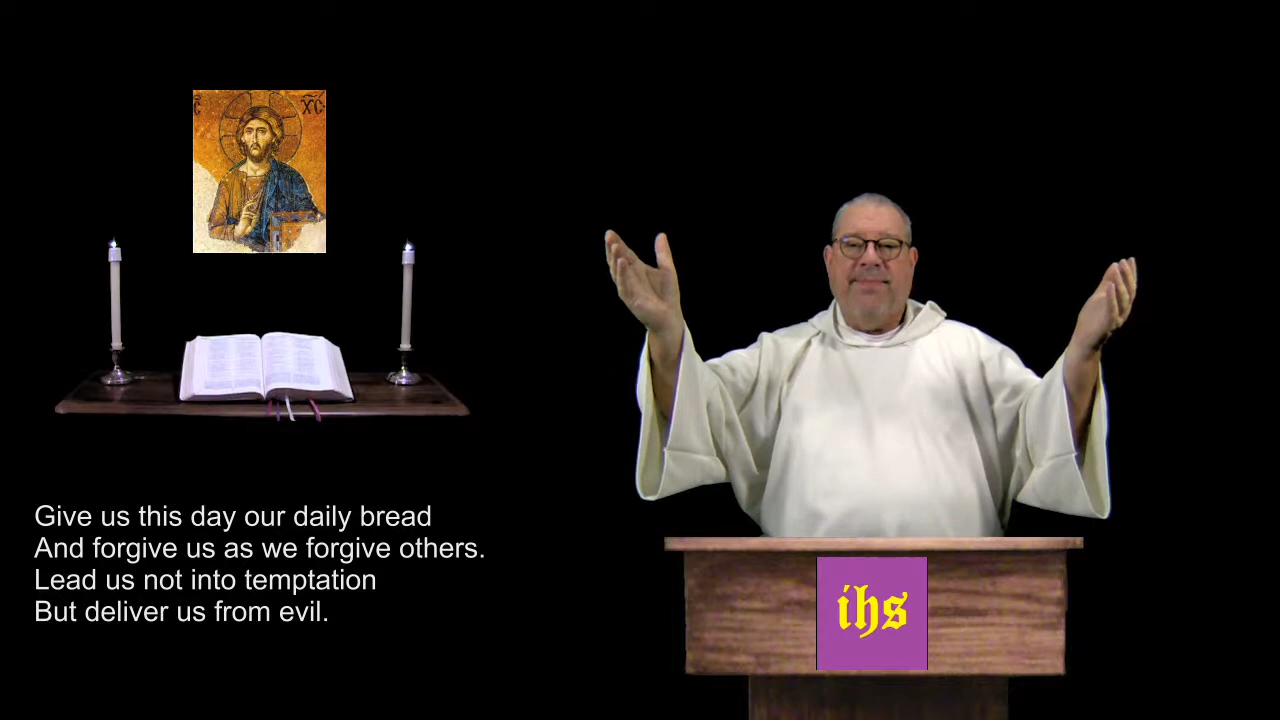 XC
Give us this day our daily bread
And forgive us as we forgive others.
Lead us not into temptation
But deliver us from evil.
ihs